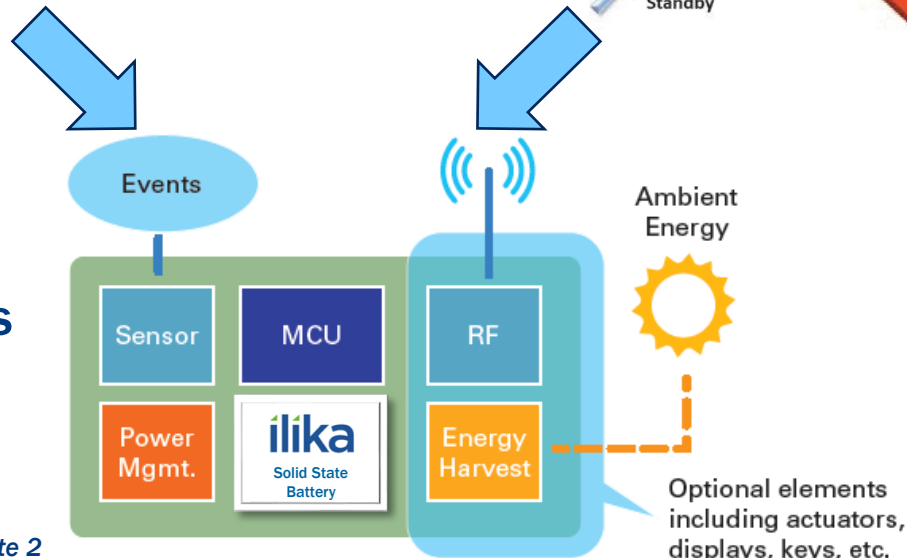 Standby
Events
Ambient
Energy
s
Sensor
MCU
RF
Power
Mgmt.
ilika
Solid State
Battery
Energy
Harvest
Optional elements
including actuators,
displays, keys, etc.
te 2